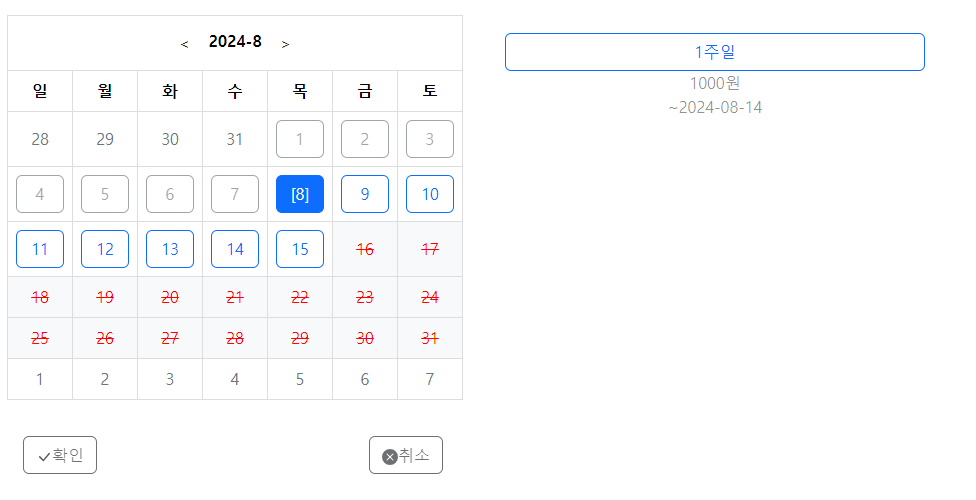 < 2024-8 >
일 월 화 수 목 금 토
28 29 30 31 1 2 3
4 5 6 7 [8] 9 10
11 12 13 14 15 16 17
18 19 20 21 22 23 24
25 26 27 28 29 30 31
1 2 3 4 5 6 7
확인 취소
1주일
1000원
~2024-08-14